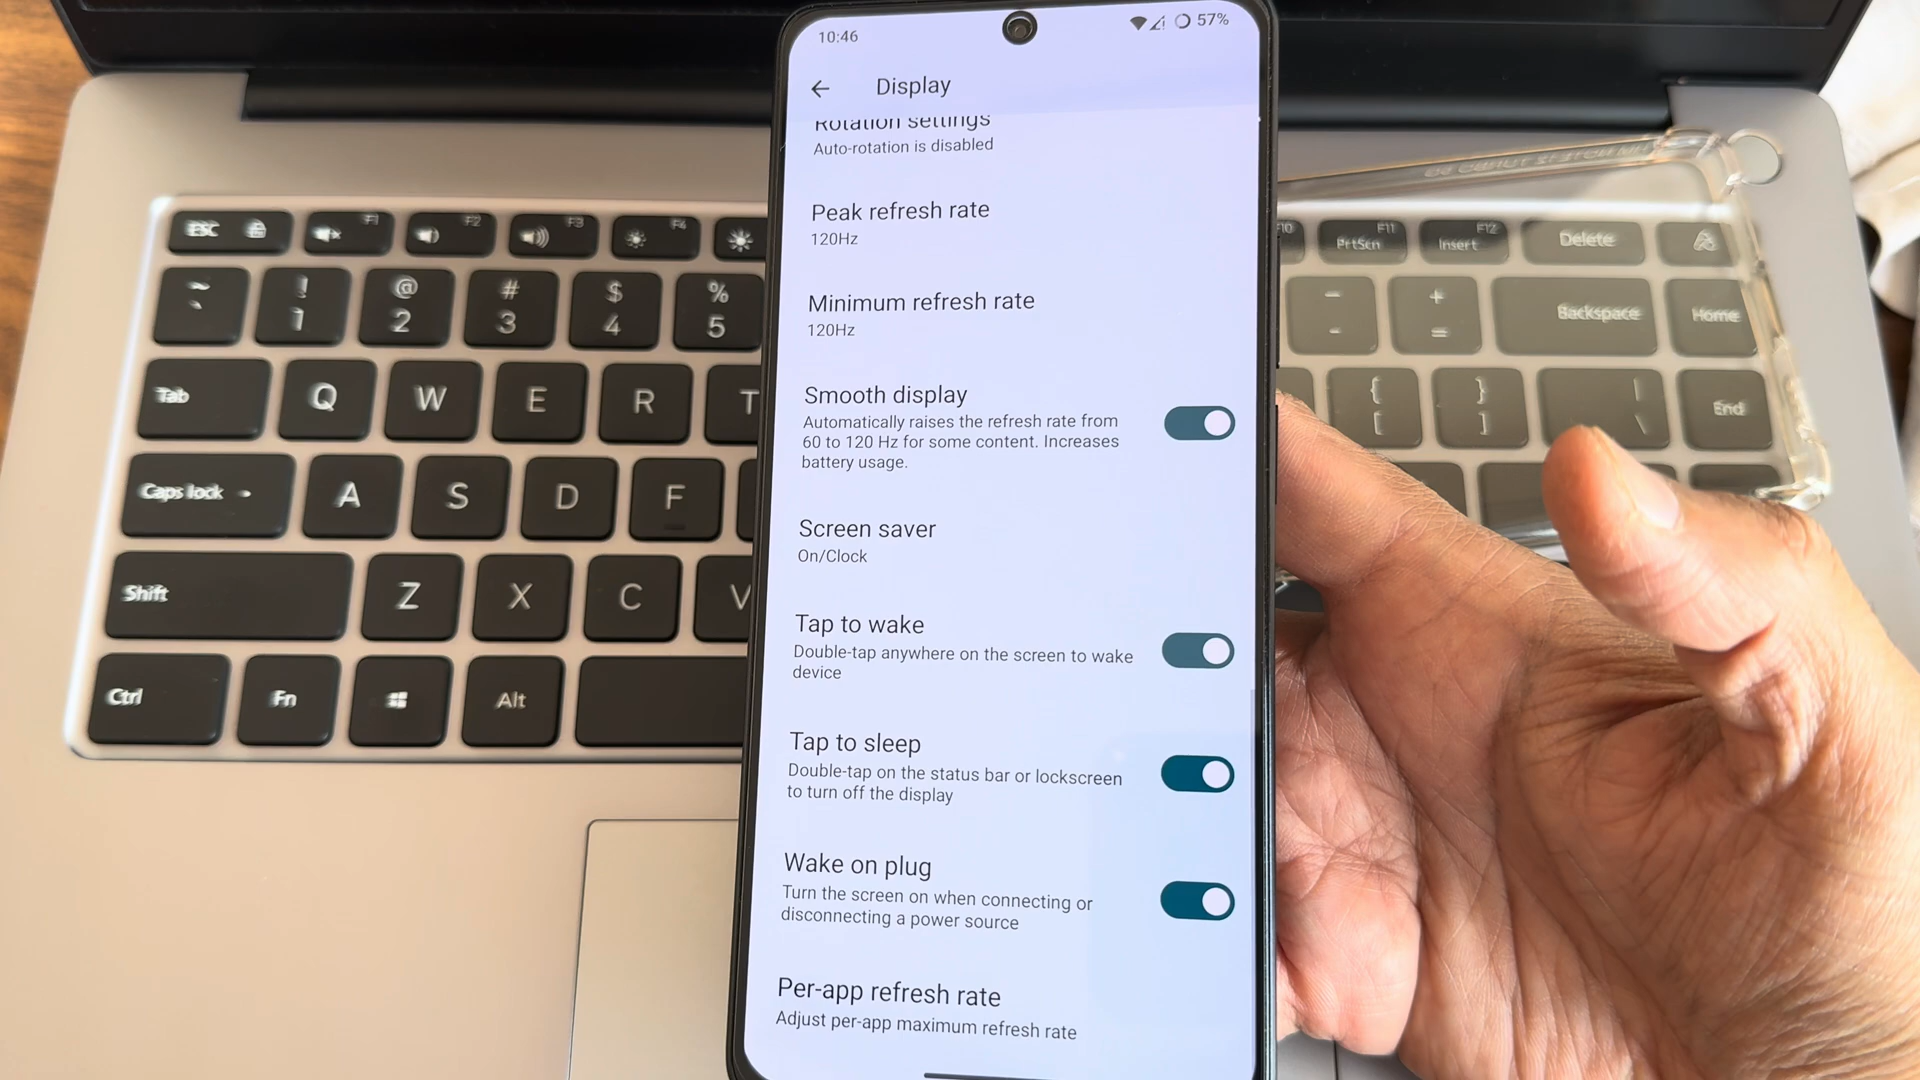 10:46
57%
Display
Rotation settings
Auto-rotation is disabled
Peak refresh rate
120Hz
Minimum refresh rate
120Hz
Smooth display
Automatically raises the refresh rate from
60 to 120 Hz for some content. Increases
battery usage.
Screen saver
On/Clock
Tap to wake
Double-tap anywhere on the screen to wake
device
Tap to sleep
Double-tap on the status bar or lockscreen
to turn off the display
Wake on plug
Turn the screen on when connecting or
disconnecting a power source
Per-app refresh rate
Adjust per-app maximum refresh rate
ESC F1 F2 F3 F4
~ ! @ # $ %
` 1 2 3 4 5
Tab Q W E R T
Caps lock A S D F
Shift Z X C V
Ctrl Fn Alt
F10 F11 F12
PrtScn Insert Delete
_ +
- = Backspace Home
{ } |
[ ] \ End